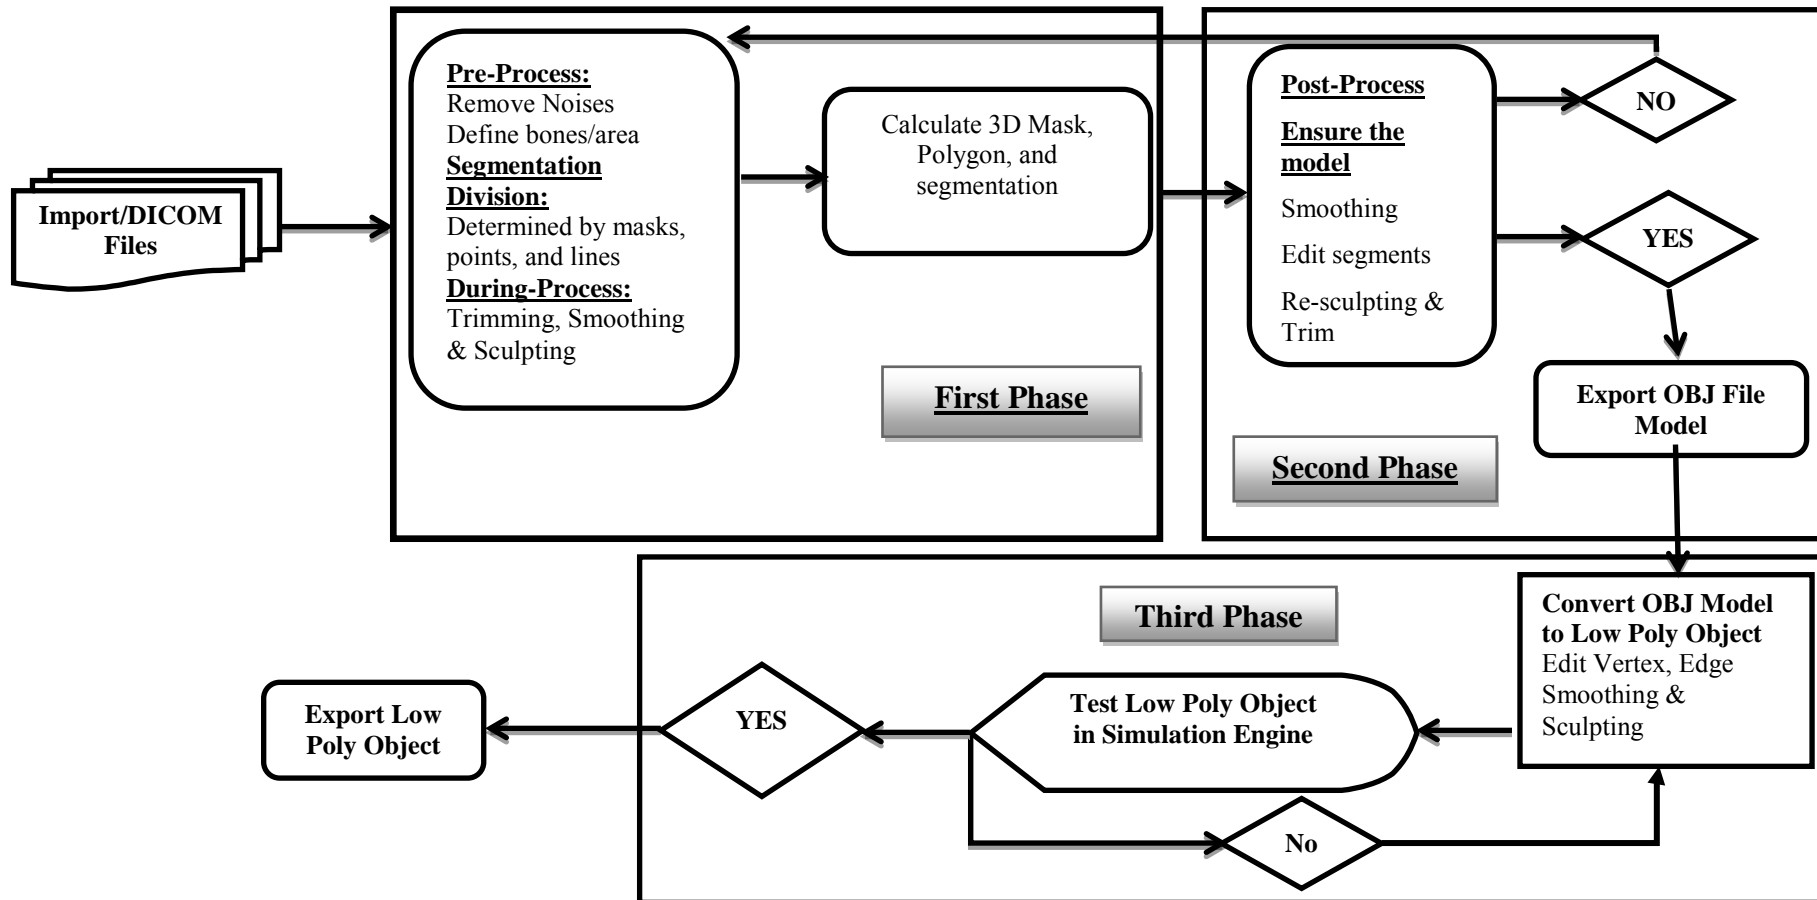 Import/DICOM
Files
Pre-Process:
Remove Noises
Define bones/area
Segmentation
Division:
Determined by masks,
points, and lines
During-Process:
Trimming, Smoothing
& Sculpting
Calculate 3D Mask,
Polygon, and
segmentation
First Phase
Post-Process
Ensure the
model
Smoothing
Edit segments
Re-sculpting &
Trim
NO
YES
Export OBJ File
Model
Second Phase
Third Phase
Convert OBJ Model
to Low Poly Object
Edit Vertex, Edge
Smoothing &
Sculpting
Test Low Poly Object
in Simulation Engine
YES
No
Export Low
Poly Object